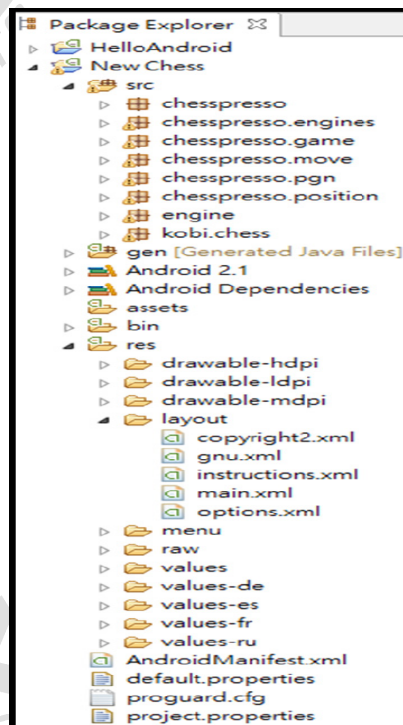 Package Explorer
HelloAndroid
New Chess
src
chesspresso
chesspresso.engines
chesspresso.game
chesspresso.move
chesspresso.pgn
chesspresso.position
engine
kobi.chess
gen [Generated Java Files]
Android 2.1
Android Dependencies
assets
bin
res
drawable-hdpi
drawable-ldpi
drawable-mdpi
layout
copyright2.xml
gnu.xml
instructions.xml
main.xml
options.xml
menu
raw
values
values-de
values-es
values-fr
values-ru
AndroidManifest.xml
default.properties
proguard.cfg
project.properties